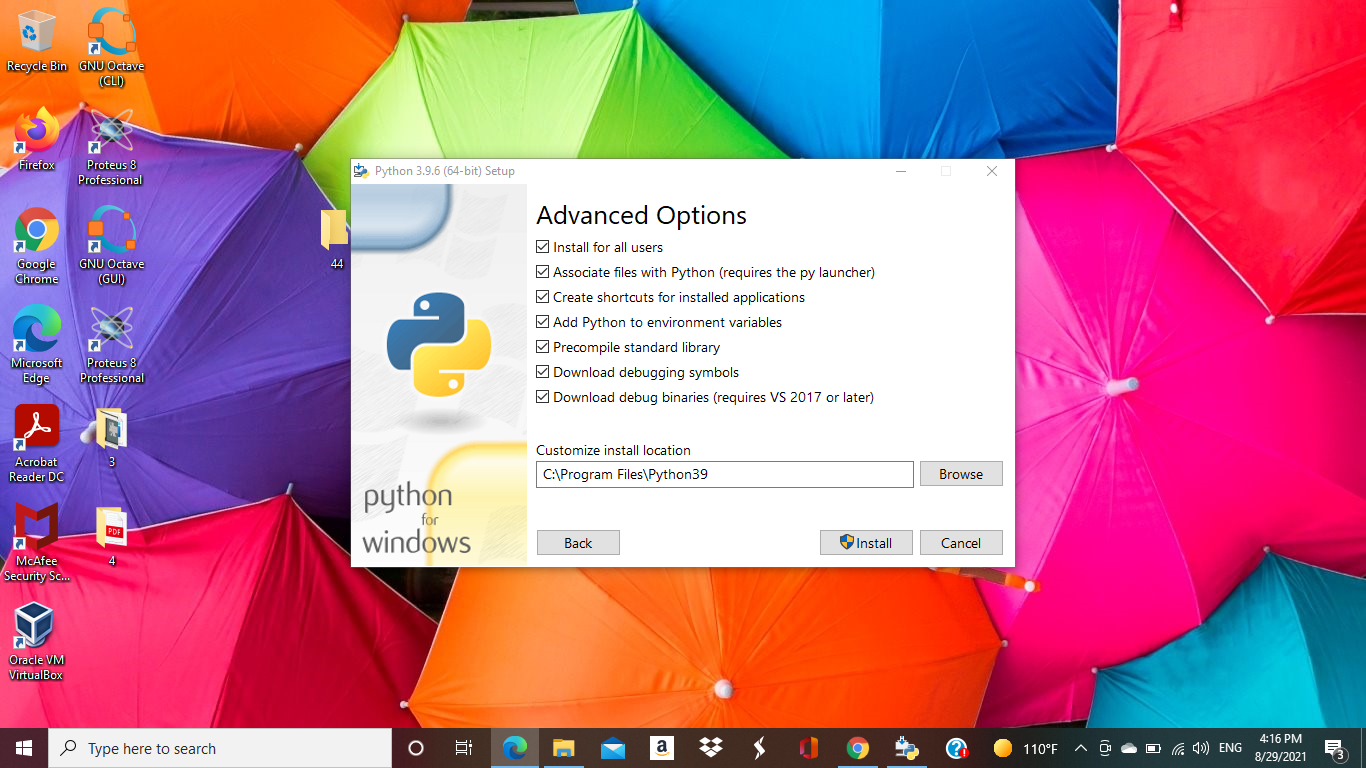 Recycle Bin
GNU Octave
(CLI)
Firefox
Proteus 8
Professional
Google
Chrome
GNU Octave
(GUI)
44
Microsoft
Edge
Proteus 8
Professional
Acrobat
Reader DC
3
McAfee
Security Sc...
PDF
4
Oracle VM
VirtualBox
Python 3.9.6 (64-bit) Setup
Advanced Options
Install for all users
Associate files with Python (requires the py launcher)
Create shortcuts for installed applications
Add Python to environment variables
Precompile standard library
Download debugging symbols
Download debug binaries (requires VS 2017 or later)
Customize install location
C:\Program Files\Python39
Browse
python
for
windows
Back
Install
Cancel
Type here to search
a
110°F
ENG
4:16 PM
8/29/2021
3